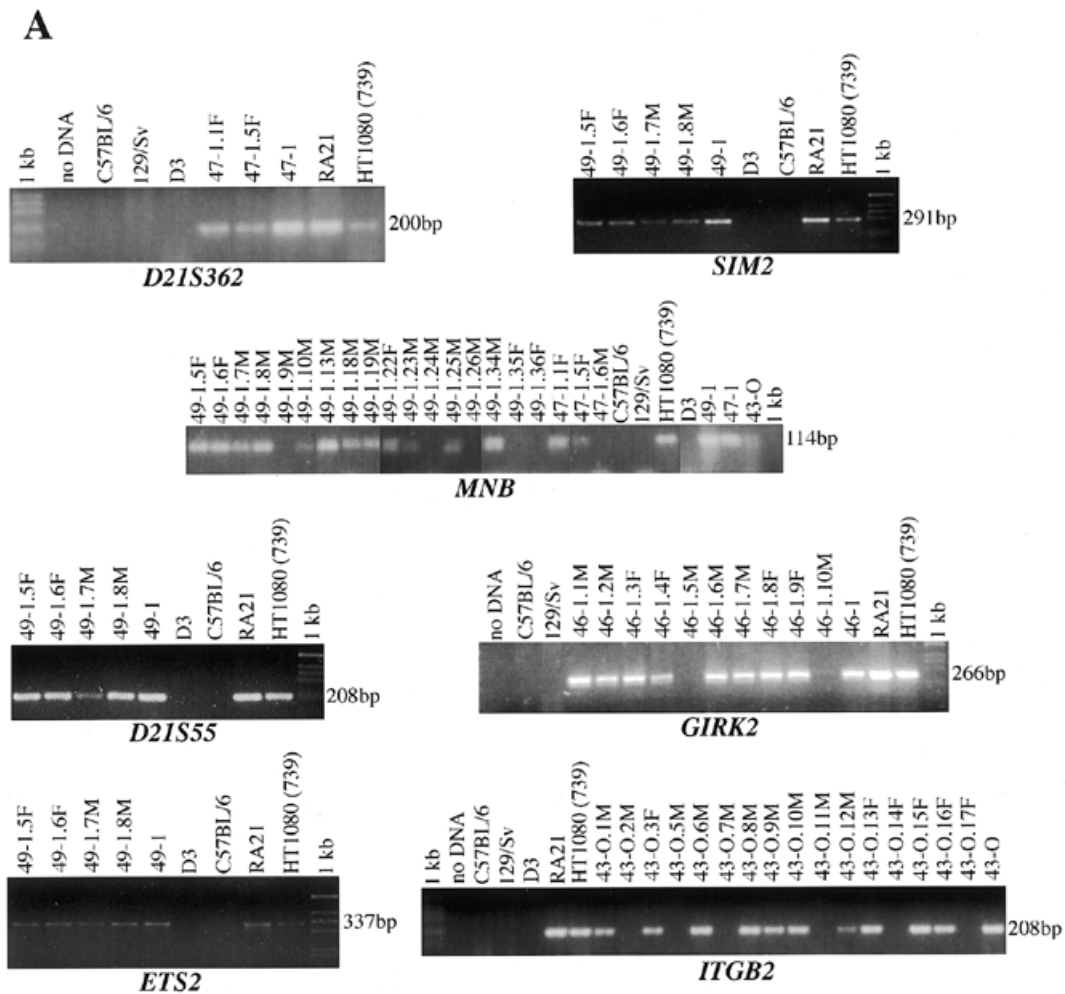 A
1 kb
no DNA
C57BL/6
129/Sv
D3
47-1.1F
47-1.5F
47-1
RA21
HT1080 (739)
200bp
D21S362
49-1.5F
49-1.6F
49-1.7M
49-1.8M
49-1
D3
C57BL/6
RA21
HT1080 (739)
1 kb
291bp
SIM2
49-1.5F
49-1.6F
49-1.7M
49-1.8M
49-1.9M
49-1.10M
49-1.13M
49-1.18M
49-1.19M
49-1.22F
49-1.23M
49-1.24M
49-1.25M
49-1.26M
49-1.34M
49-1.35F
49-1.36F
47-1.1F
47-1.5F
47-1.6M
C57BL/6
129/Sv
HT1080 (739)
D3
49-1
47-1
43-O
1 kb
114bp
MNB
49-1.5F
49-1.6F
49-1.7M
49-1.8M
49-1
D3
C57BL/6
RA21
HT1080 (739)
1 kb
208bp
D21S55
no DNA
C57BL/6
129/Sv
46-1.1M
46-1.2M
46-1.3F
46-1.4F
46-1.5M
46-1.6M
46-1.7M
46-1.8F
46-1.9F
46-1.10M
46-1
RA21
HT1080 (739)
1 kb
266bp
GIRK2
49-1.5F
49-1.6F
49-1.7M
49-1.8M
49-1
D3
C57BL/6
RA21
HT1080 (739)
1 kb
337bp
ETS2
1 kb
no DNA
C57BL/6
129/Sv
D3
RA21
HT1080 (739)
43-O.1M
43-O.2M
43-O.3F
43-O.5M
43-O.6M
43-O.7M
43-O.8M
43-O.9M
43-O.10M
43-O.11M
43-O.12M
43-O.13F
43-O.14F
43-O.15F
43-O.16F
43-O.17F
43-O
208bp
ITGB2